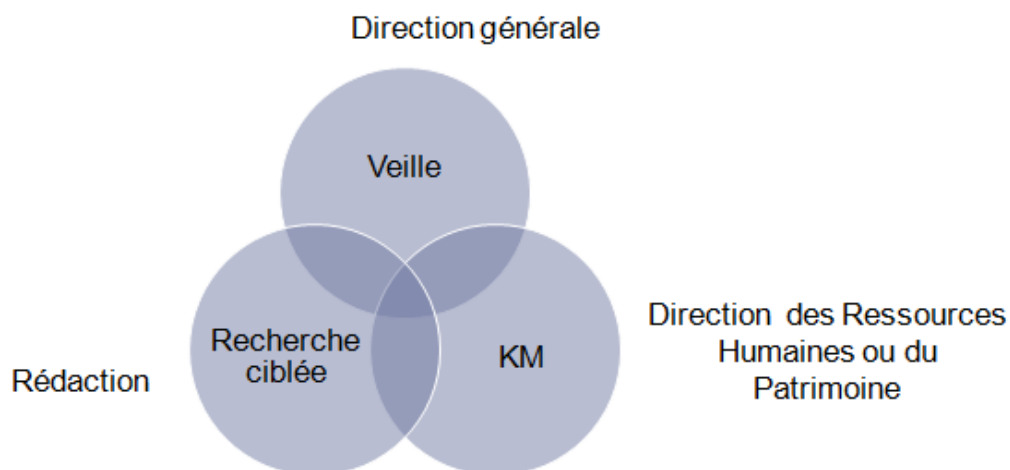 Direction générale
Veille
Recherche
ciblée
KM
Direction des Ressources
Humaines ou du
Patrimoine
Rédaction